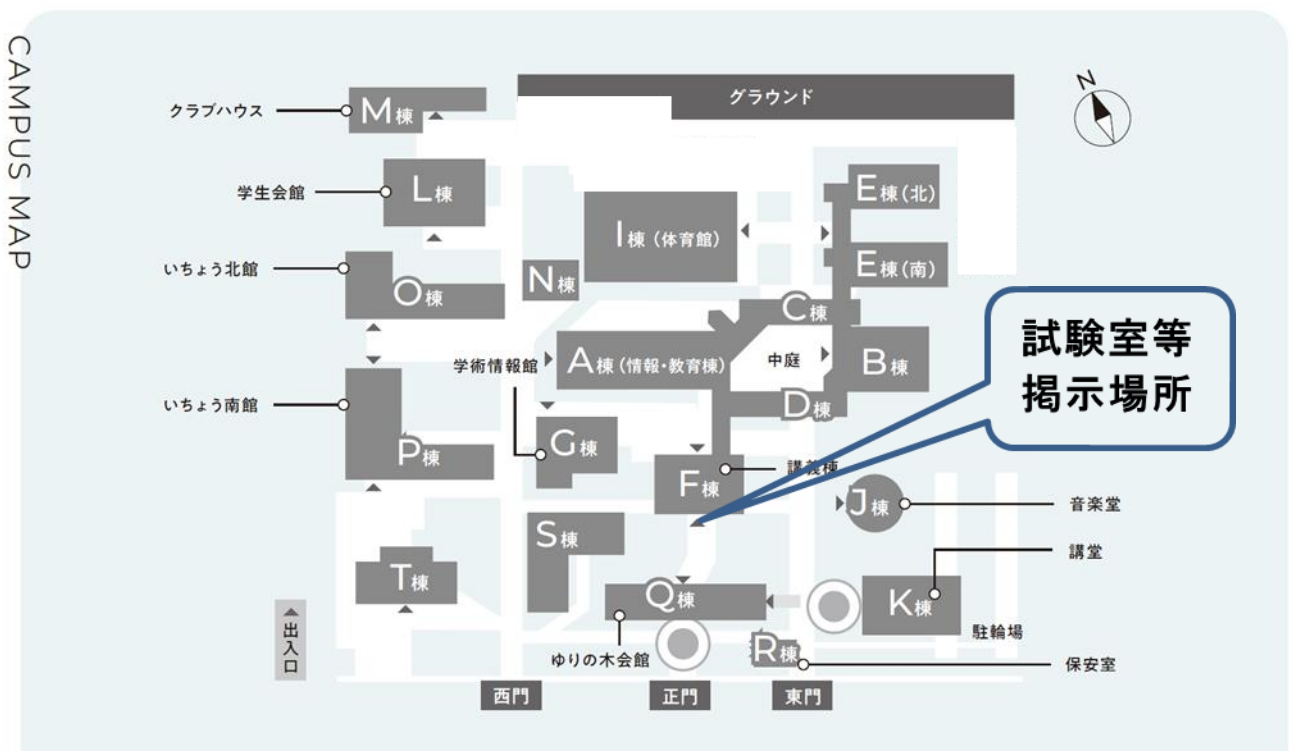 CAMPUS MAP
グラウンド
N
クラブハウス
M棟
学生会館
L棟
E棟(北)
I棟(体育館)
いちょう北館
O棟
N棟
E棟(南)
C棟
試験室等
掲示場所
学術情報館
A棟(情報・教育棟)
中庭
B棟
いちょう南館
D棟
P棟
G棟
F棟
講義棟
J棟
音楽堂
S棟
講堂
T棟
Q棟
K棟
出入口
駐輪場
ゆりの木会館
R棟
保安室
西門
正門
東門